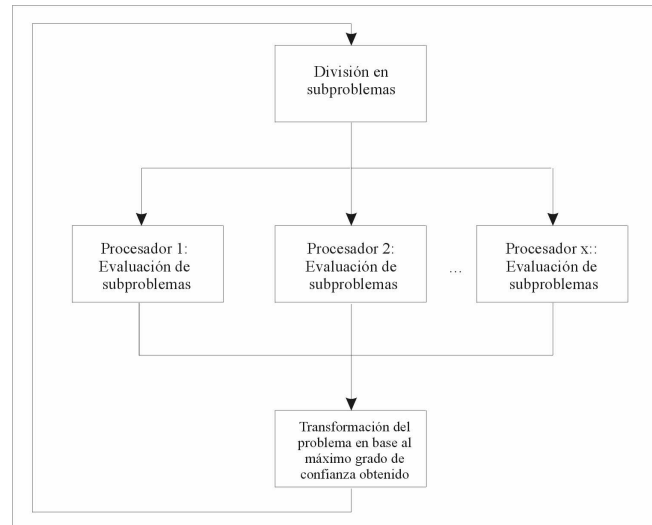 División en
subproblemas
Procesador 1:
Evaluación de
subproblemas
Procesador 2:
Evaluación de
subproblemas
...
Procesador x::
Evaluación de
subproblemas
Transformación del
problema en base al
máximo grado de
confianza obtenido